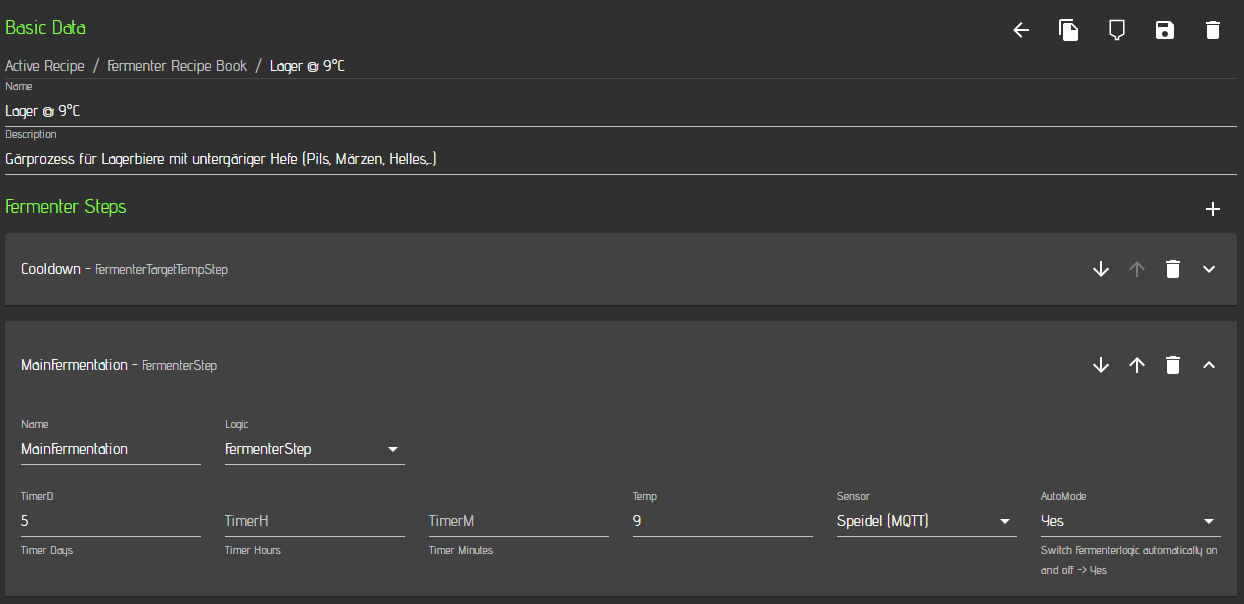 Basic Data
Active Recipe / Fermenter Recipe Book / Lager @ 9°C
Name
Lager @ 9°C
Description
Gärprozess für Lagerbiere mit untergäriger Hefe (Pils, Märzen, Helles,..)
Fermenter Steps
Cooldown - FermenterTargetTempStep
MainFermentation - FermenterStep
Name Logic
MainFermentation FermenterStep
TimerD Temp Sensor AutoMode
5 TimerH TimerM 9 Speidel (MQTT) Yes
Timer Days Timer Hours Timer Minutes Switch Fermenterlogic automatically on
and off -> Yes